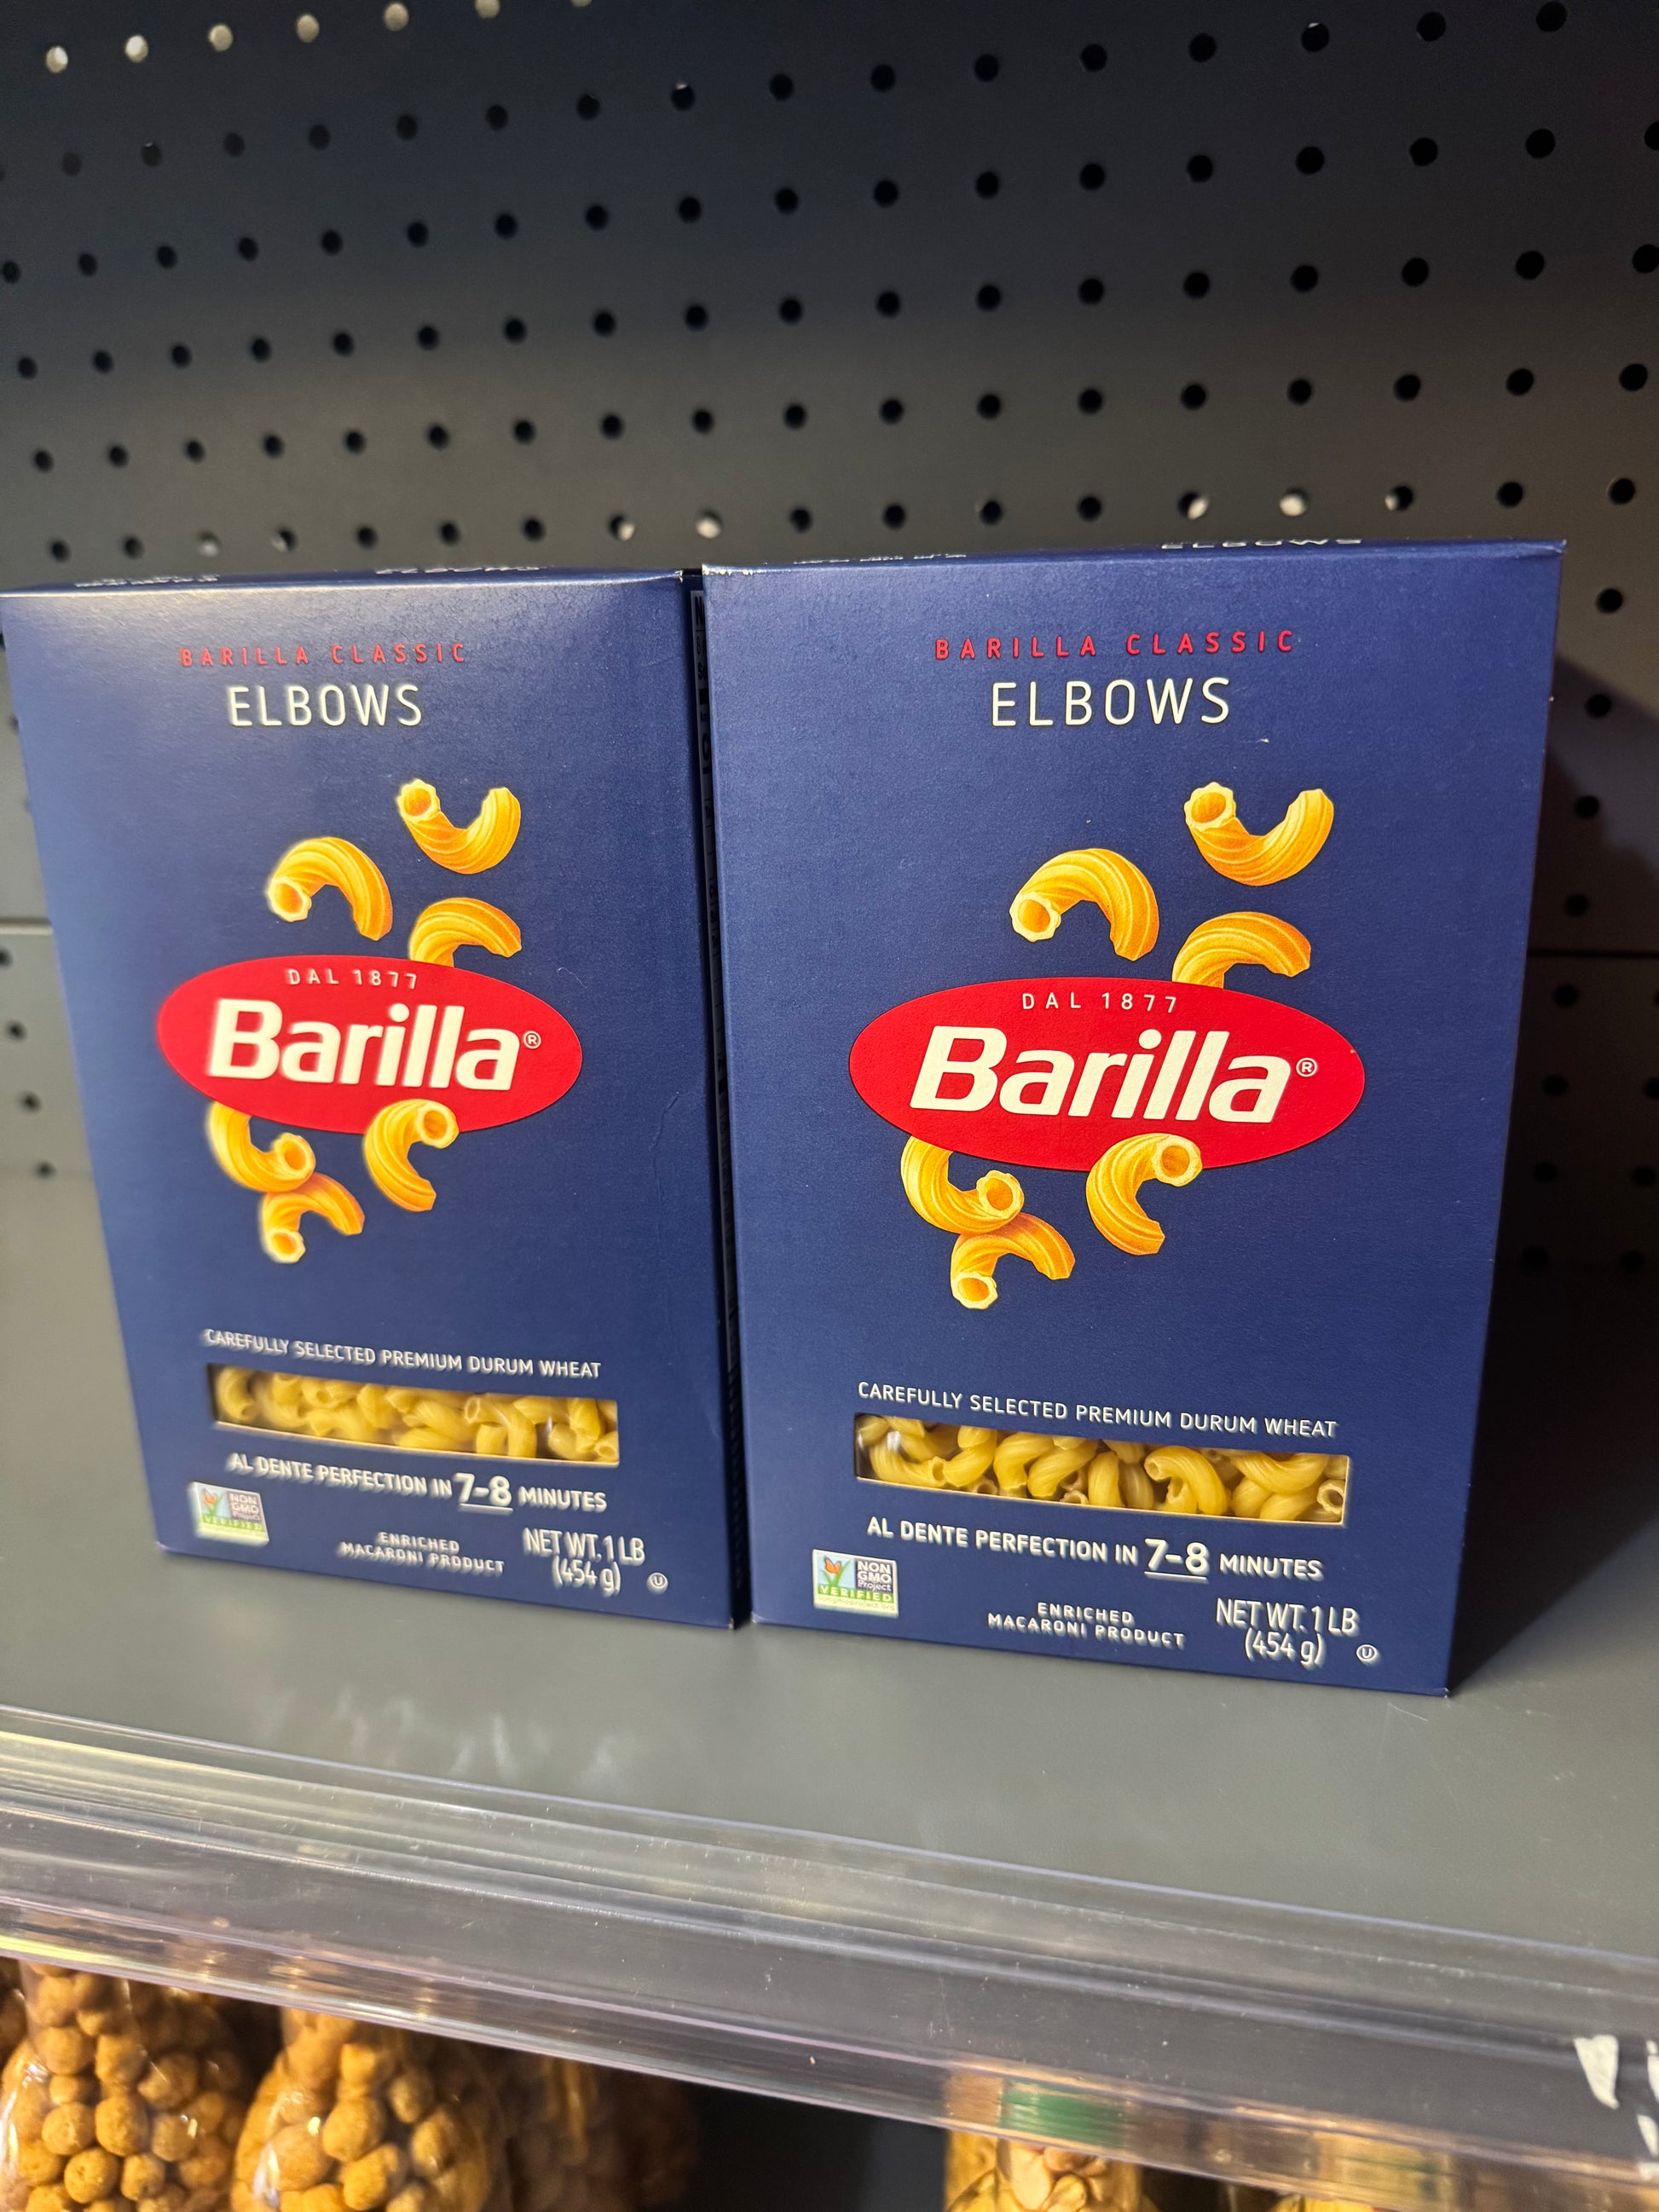 BARILLA CLASSIC
ELBOWS
DAL 1877
Barilla®
CAREFULLY SELECTED PREMIUM DURUM WHEAT
AL DENTE PERFECTION IN 7-8 MINUTES
NON
GMO
Project
VERIFIED
ENRICHED
MACARONI PRODUCT
NET WT. 1 LB
(454 g)
U
ELBOWS
BARILLA CLASSIC
ELBOWS
DAL 1877
Barilla®
CAREFULLY SELECTED PREMIUM DURUM WHEAT
AL DENTE PERFECTION IN 7-8 MINUTES
NON
GMO
Project
VERIFIED
ENRICHED
MACARONI PRODUCT
NET WT. 1 LB
(454 g)
U